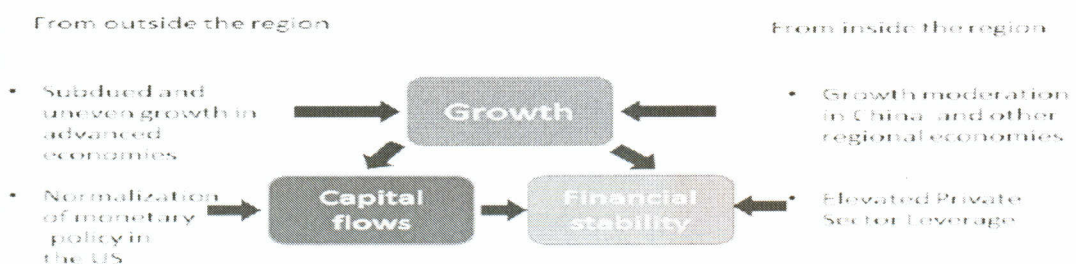 From outside the region
From inside the region
• Subdued and
uneven growth in
advanced
economies
Growth
• Growth moderation
in China and other
regional economies
• Normalization
of monetary
policy in
the US
Capital
flows
Financial
stability
• Elevated Private
Sector Leverage